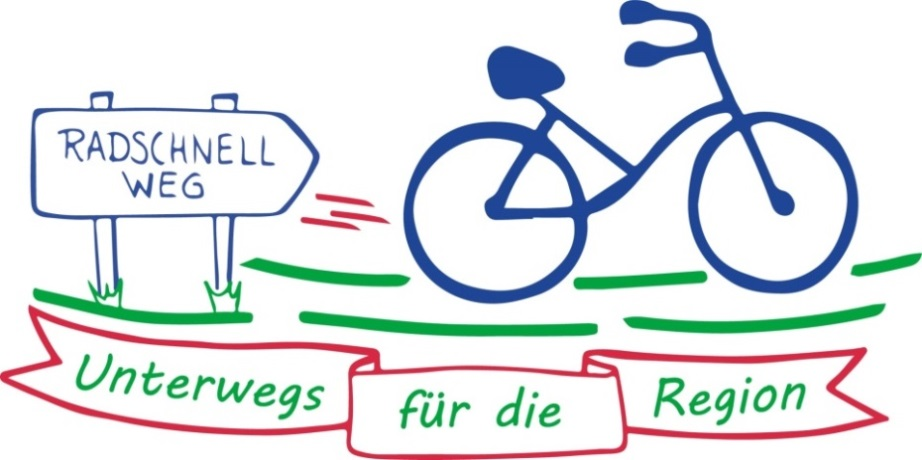 RADSCHNELL
WEG
Unterwegs für die Region